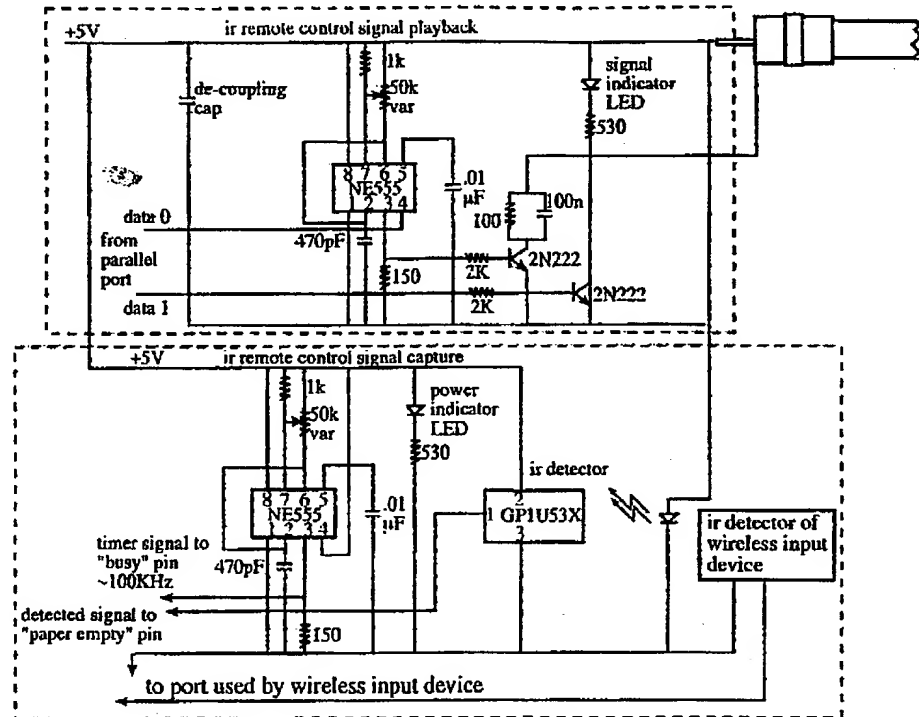 +5V
ir remote control signal playback
1k
50k
var
de-coupling
cap
signal
indicator
LED
530
8 7 6 5
NE555
1 2 3 4
.01
µF
100
100n
data 0
from
parallel
port
data 1
470pF
150
2K
2N222
2K
2N222
+5V
ir remote control signal capture
1k
50k
var
power
indicator
LED
530
ir detector
8 7 6 5
NE555
1 2 3 4
.01
µF
2
1 GP1U53X
3
ir detector of
wireless input
device
timer signal to
"busy" pin
~100KHz
470pF
detected signal to
"paper empty" pin
150
to port used by wireless input device